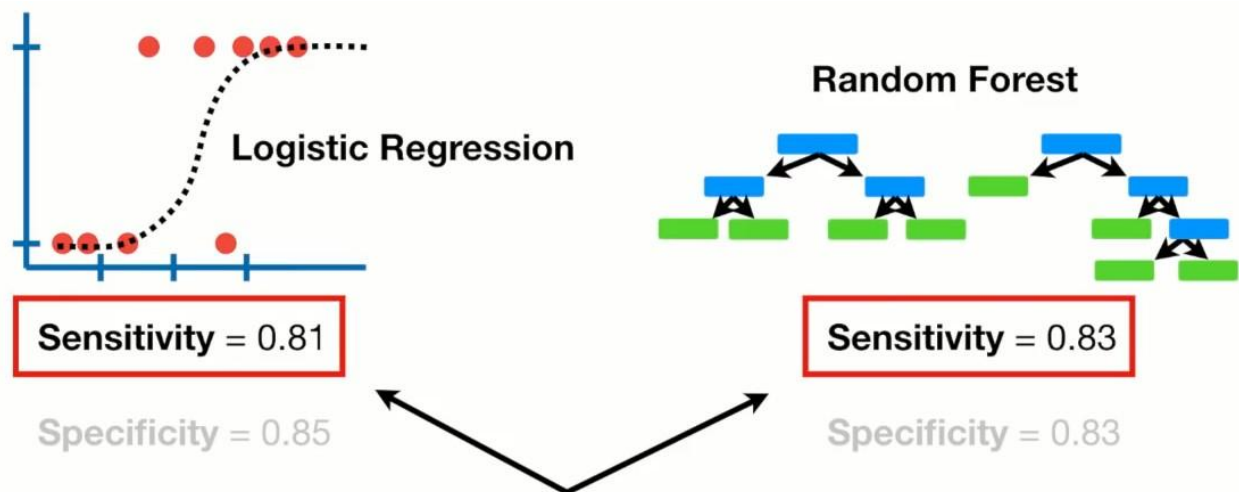 Logistic Regression
Sensitivity = 0.81
Specificity = 0.85
Random Forest
Sensitivity = 0.83
Specificity = 0.83